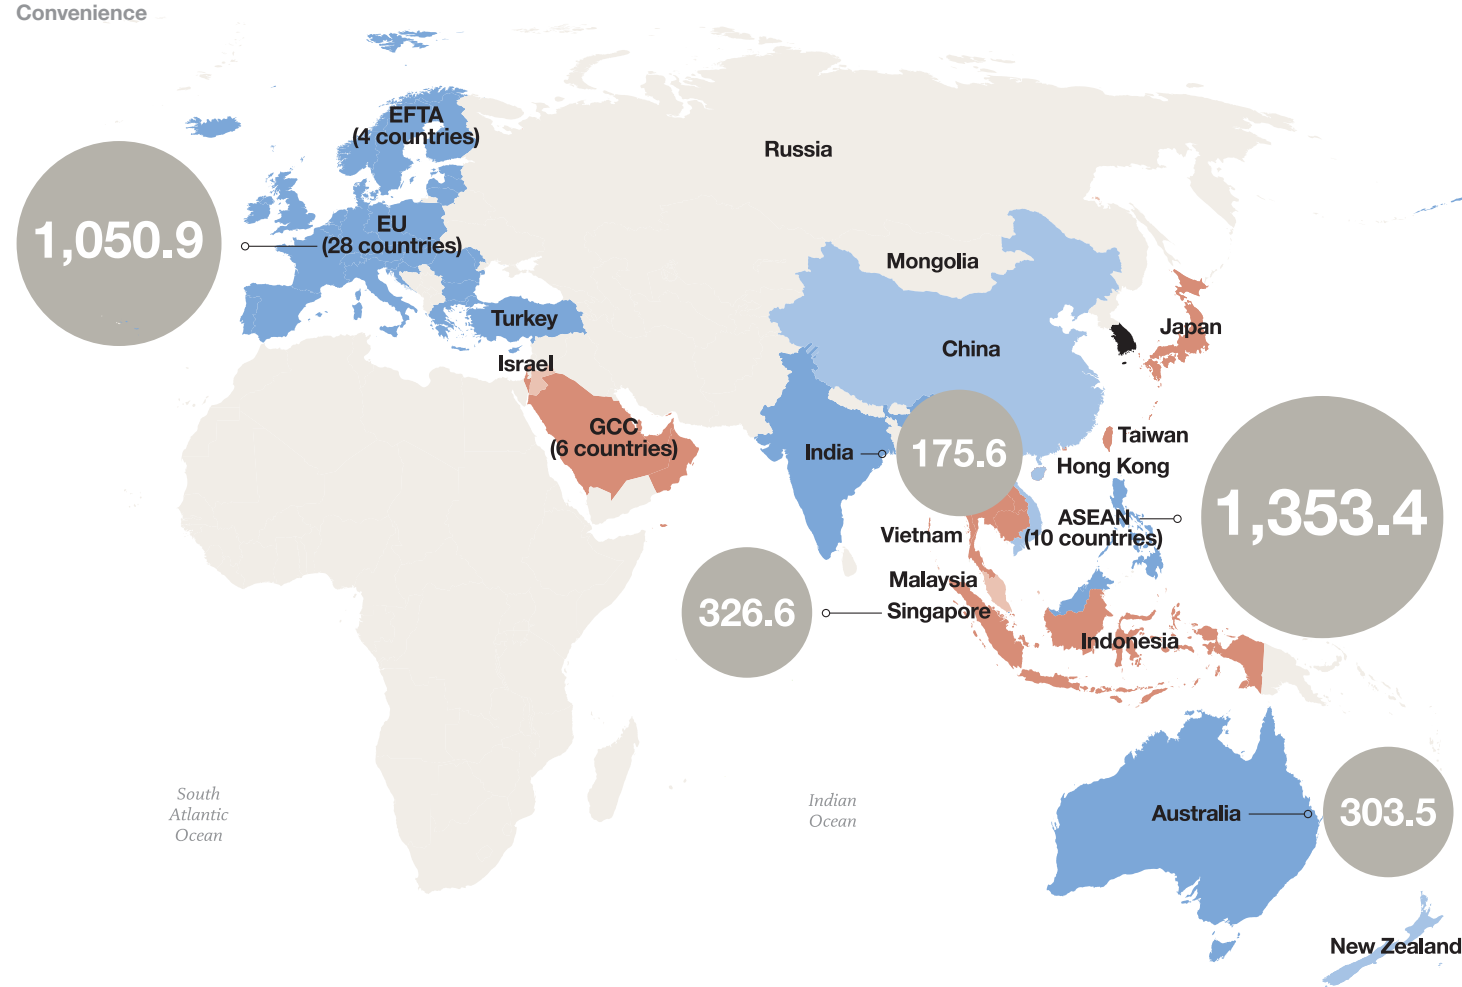 Convenience
EFTA
(4 countries)
Russia
1,050.9
EU
(28 countries)
Mongolia
Turkey
Japan
China
Israel
GCC
(6 countries)
Taiwan
India
175.6
Hong Kong
ASEAN
(10 countries)
1,353.4
Vietnam
Malaysia
326.6
Singapore
Indonesia
South
Atlantic
Ocean
Indian
Ocean
Australia
303.5
New Zealand